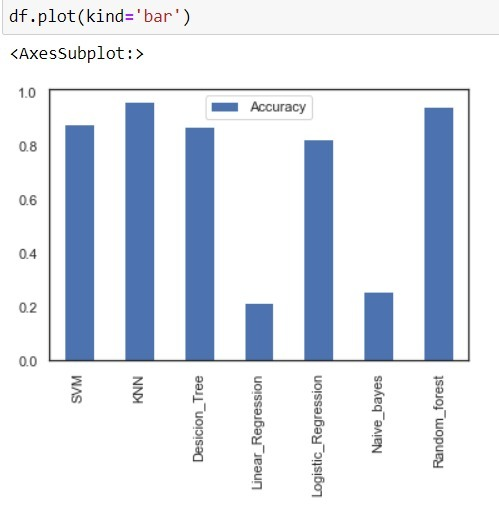 df.plot(kind='bar')
<AxesSubplot:>
1.0
Accuracy
0.8
0.6
0.4
0.2
0.0
SVM
KNN
Desicion_Tree
Linear_Regression
Logistic_Regression
Naive_bayes
Random_forest